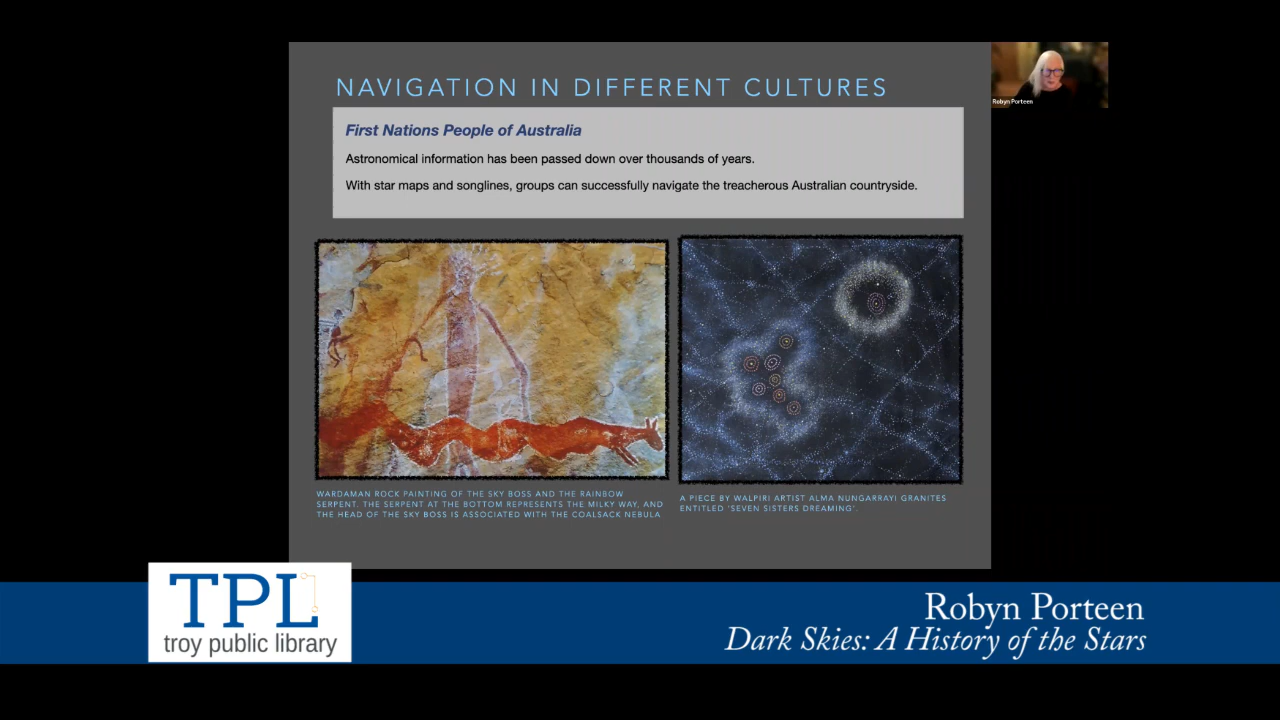 NAVIGATION IN DIFFERENT CULTURES
Robyn Porteen
First Nations People of Australia
Astronomical information has been passed down over thousands of years.
With star maps and songlines, groups can successfully navigate the treacherous Australian countryside.
WARDAMAN ROCK PAINTING OF THE SKY BOSS AND THE RAINBOW
SERPENT. THE SERPENT AT THE BOTTOM REPRESENTS THE MILKY WAY, AND
THE HEAD OF THE SKY BOSS IS ASSOCIATED WITH THE COALSACK NEBULA
A PIECE BY WALPIRI ARTIST ALMA NUNGARRAYI GRANITES
ENTITLED 'SEVEN SISTERS DREAMING'.
TPL
troy public library
Robyn Porteen
Dark Skies: A History of the Stars